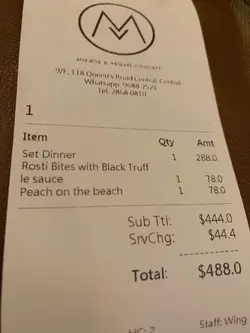 M
A VEGAN CONCEPT
9/F, 118 Queen's Road Central, Central
Whatsapp: 9688 2521
Tel: 2868 0810
1
Item Qty Amt
Set Dinner 1 288.0
Rosti Bites with Black Truff
le sauce 1 78.0
Peach on the beach 1 78.0
Sub Ttl: $444.0
SrvChg: $44.4
Total: $488.0
Staff: Wing